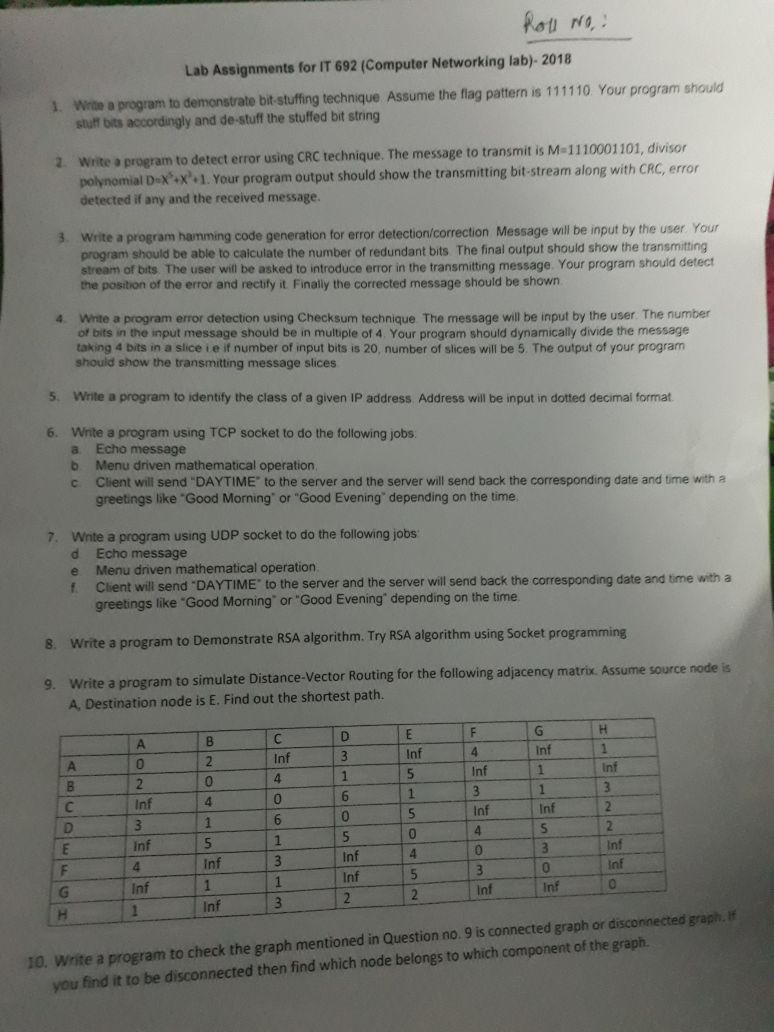 Roll No. :
Lab Assignments for IT 692 (Computer Networking lab)- 2018
1. Write a program to demonstrate bit-stuffing technique. Assume the flag pattern is 111110. Your program should
stuff bits accordingly and de-stuff the stuffed bit string
2. Write a program to detect error using CRC technique. The message to transmit is M=1110001101, divisor
polynomial D=X⁵+X²+1. Your program output should show the transmitting bit-stream along with CRC, error
detected if any and the received message.
3. Write a program hamming code generation for error detection/correction. Message will be input by the user. Your
program should be able to calculate the number of redundant bits. The final output should show the transmitting
stream of bits. The user will be asked to introduce error in the transmitting message. Your program should detect
the position of the error and rectify it. Finally the corrected message should be shown.
4. Write a program error detection using Checksum technique. The message will be input by the user. The number
of bits in the input message should be in multiple of 4. Your program should dynamically divide the message
taking 4 bits in a slice i.e if number of input bits is 20, number of slices will be 5. The output of your program
should show the transmitting message slices.
5. Write a program to identify the class of a given IP address. Address will be input in dotted decimal format.
6. Write a program using TCP socket to do the following jobs:
a. Echo message
b. Menu driven mathematical operation.
c. Client will send "DAYTIME" to the server and the server will send back the corresponding date and time with a
greetings like "Good Morning" or "Good Evening" depending on the time.
7. Write a program using UDP socket to do the following jobs:
d. Echo message
e. Menu driven mathematical operation.
f. Client will send "DAYTIME" to the server and the server will send back the corresponding date and time with a
greetings like "Good Morning" or "Good Evening" depending on the time.
8. Write a program to Demonstrate RSA algorithm. Try RSA algorithm using Socket programming
9. Write a program to simulate Distance-Vector Routing for the following adjacency matrix. Assume source node is
A, Destination node is E. Find out the shortest path.
A B C D E F G H
A 0 2 Inf 3 Inf 4 Inf 1
B 2 0 4 1 5 Inf 1 Inf
C Inf 4 0 6 1 3 1 3
D 3 1 6 0 5 Inf Inf 2
E Inf 5 1 5 0 4 5 2
F 4 Inf 3 Inf 4 0 3 Inf
G Inf 1 1 Inf 5 3 0 Inf
H 1 Inf 3 2 2 Inf Inf 0
10. Write a program to check the graph mentioned in Question no. 9 is connected graph or disconnected graph. If
you find it to be disconnected then find which node belongs to which component of the graph.